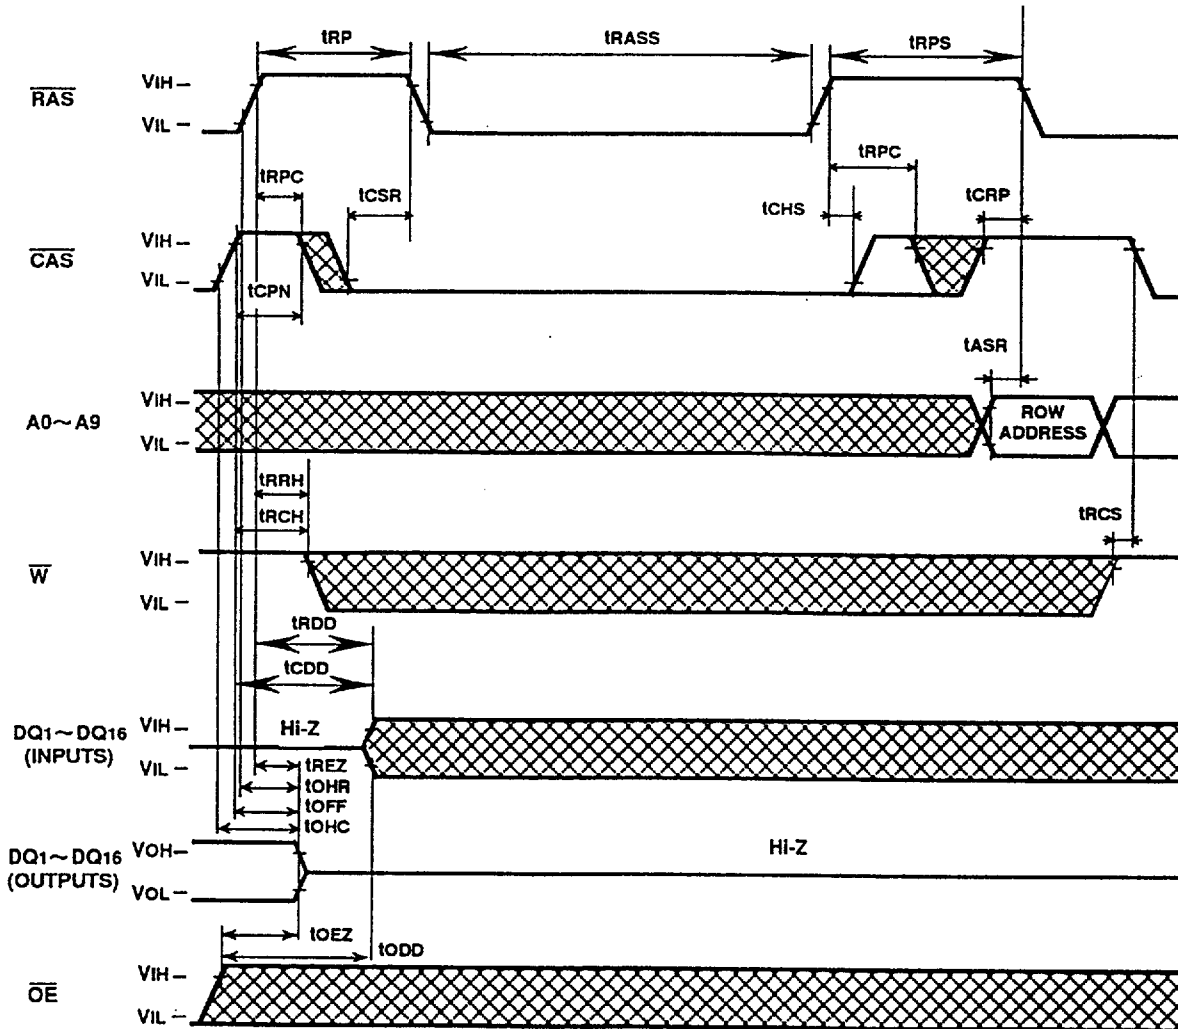 tRP tRASS tRPS
RAS VIH
VIL
tRPC tCSR tCHS tRPC tCRP
CAS VIH
VIL
tCPN
tASR
A0~A9 VIH
VIL
ROW
ADDRESS
tRRH
tRCH tRCS
W VIH
VIL
tRDD
tCDD
DQ1~DQ16
(INPUTS)
VIH
Hi-Z
VIL
tREZ
tOHR
tOFF
tOHC
DQ1~DQ16
(OUTPUTS)
VOH
Hi-Z
VOL
tOEZ
tODD
OE VIH
VIL